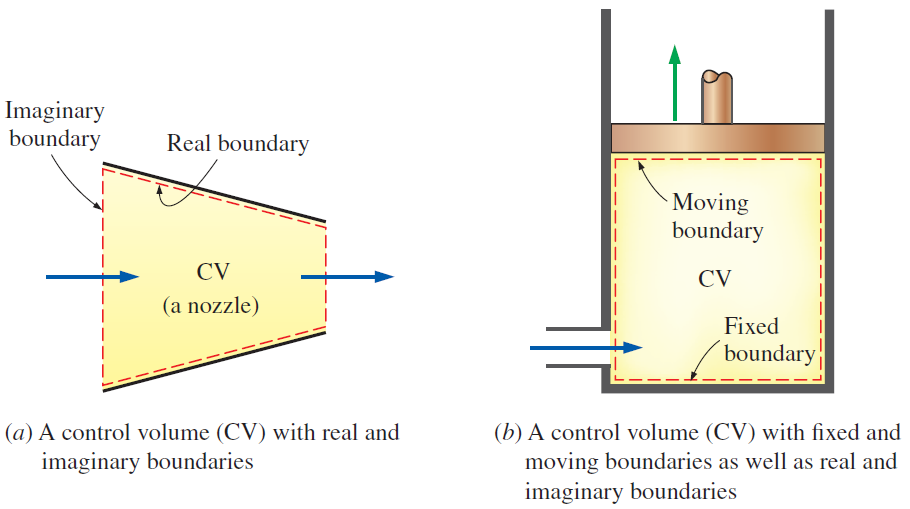 Imaginary
boundary
Real boundary
CV
(a nozzle)
(a) A control volume (CV) with real and
imaginary boundaries
Moving
boundary
CV
Fixed
boundary
(b) A control volume (CV) with fixed and
moving boundaries as well as real and
imaginary boundaries